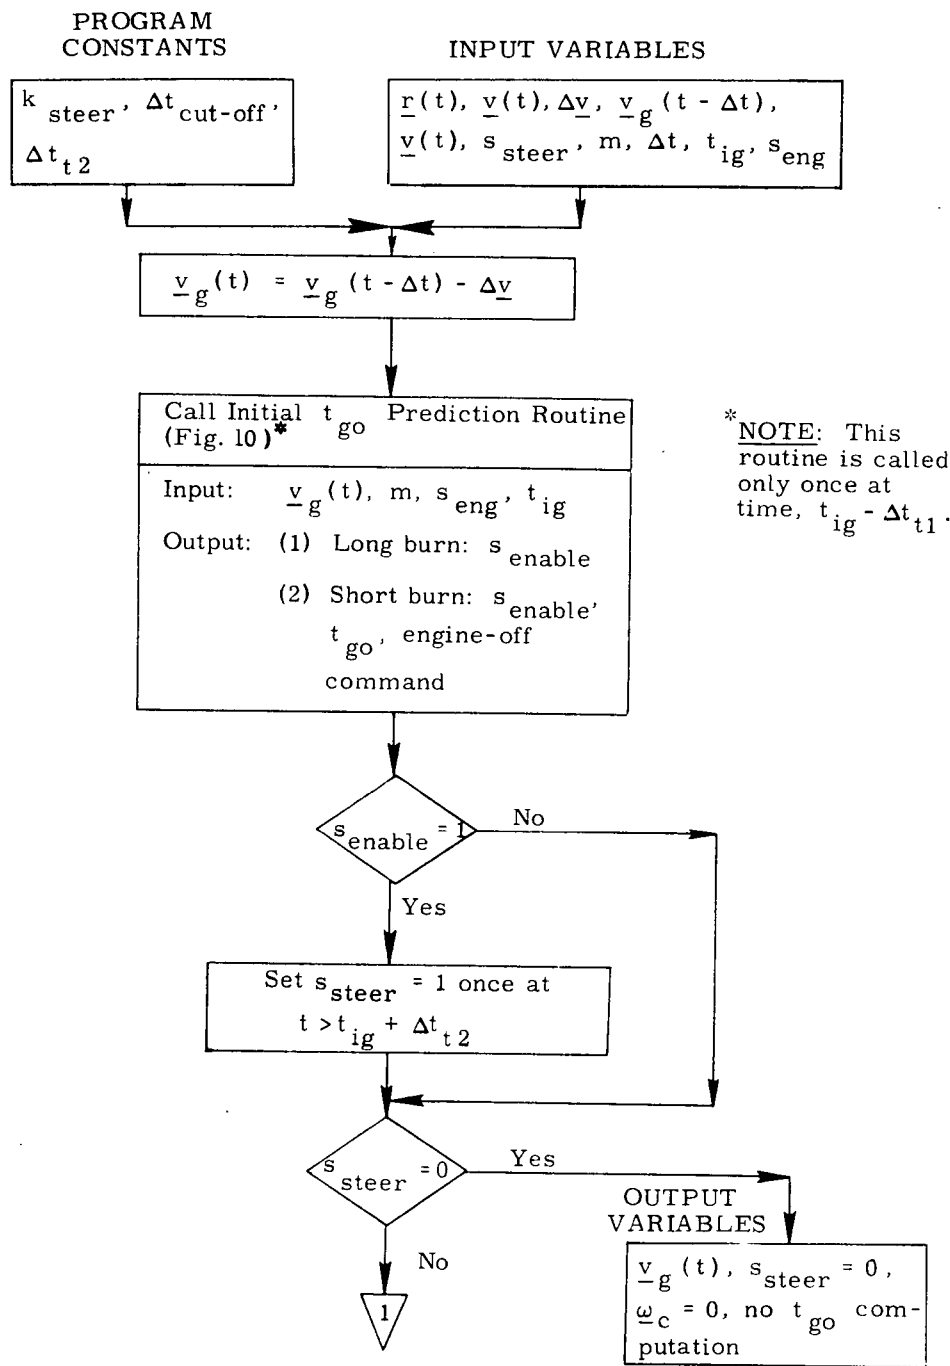 PROGRAM
CONSTANTS
INPUT VARIABLES
k steer, Δt cut-off,
Δt t2
r(t), v(t), Δv, v g (t - Δt),
v(t), s steer, m, Δt, t ig, s eng
v g (t) = v g (t - Δt) - Δv
Call Initial t go Prediction Routine
(Fig. 10)*
Input: v g (t), m, s eng, t ig
Output: (1) Long burn: s enable
(2) Short burn: s enable,
t go, engine-off
command
*NOTE: This
routine is called
only once at
time, t ig - Δt t1.
s enable = 1
No
Yes
Set s steer = 1 once at
t > t ig + Δt t2
s steer = 0
Yes
No
1
OUTPUT
VARIABLES
v g (t), s steer = 0,
ω c = 0, no t go com-
putation